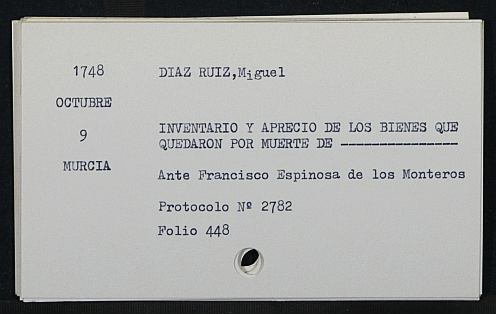 1748
DIAZ RUIZ,Miguel
OCTUBRE
9
INVENTARIO Y APRECIO DE LOS BIENES QUE
QUEDARON POR MUERTE DE ---------------
MURCIA
Ante Francisco Espinosa de los Monteros
Protocolo Nº 2782
Folio 448